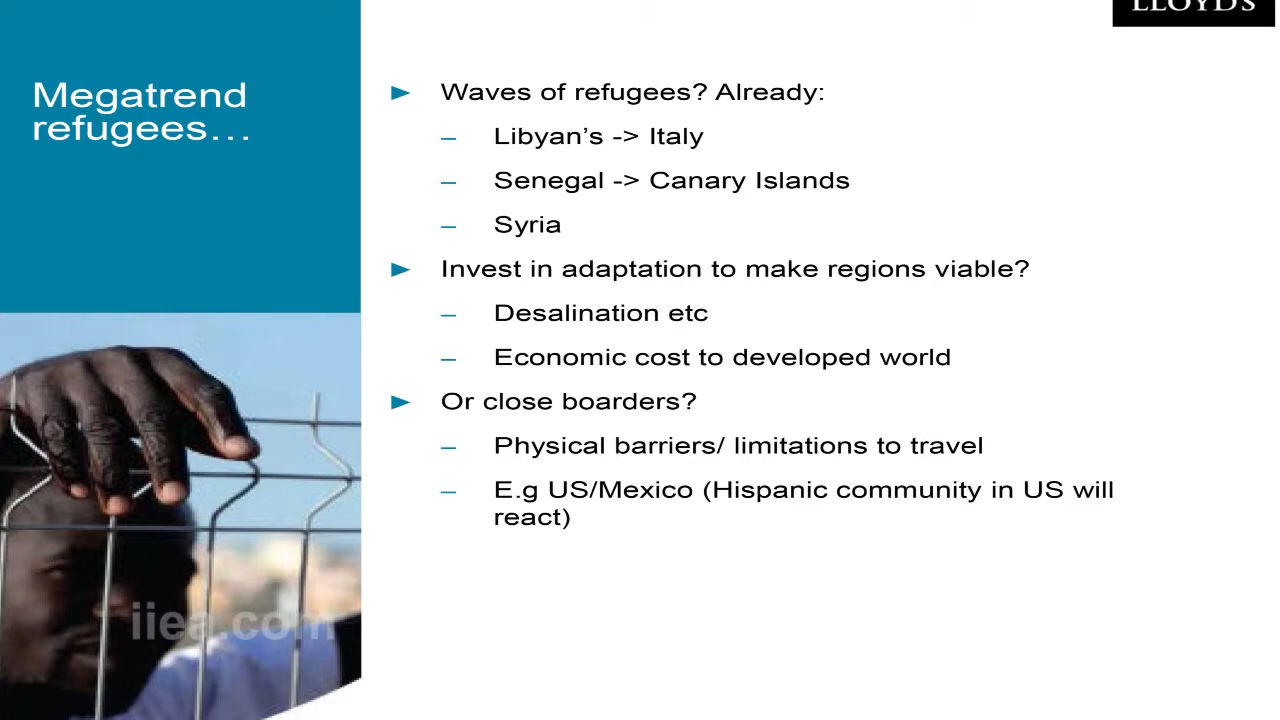 LLOYD'S
Megatrend
refugees…
► Waves of refugees? Already:
– Libyan’s -> Italy
– Senegal -> Canary Islands
– Syria
► Invest in adaptation to make regions viable?
– Desalination etc
– Economic cost to developed world
► Or close boarders?
– Physical barriers/ limitations to travel
– E.g US/Mexico (Hispanic community in US will
react)
iiea.com